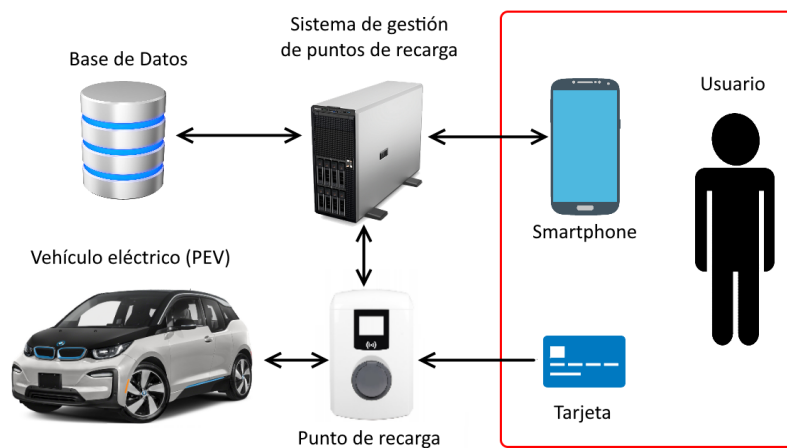 Sistema de gestión
de puntos de recarga
Base de Datos
Usuario
Smartphone
Vehículo eléctrico (PEV)
Tarjeta
Punto de recarga